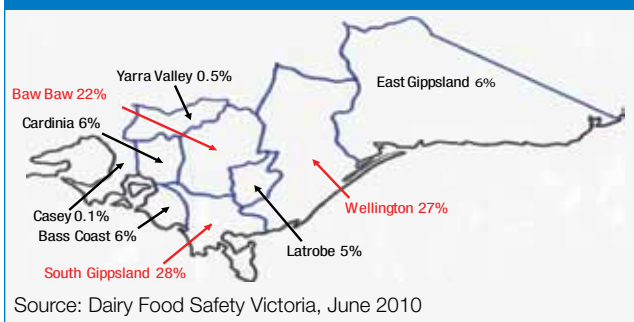 Yarra Valley 0.5%
East Gippsland 6%
Baw Baw 22%
Cardinia 6%
Casey 0.1%
Wellington 27%
Bass Coast 6%
Latrobe 5%
South Gippsland 28%
Source: Dairy Food Safety Victoria, June 2010